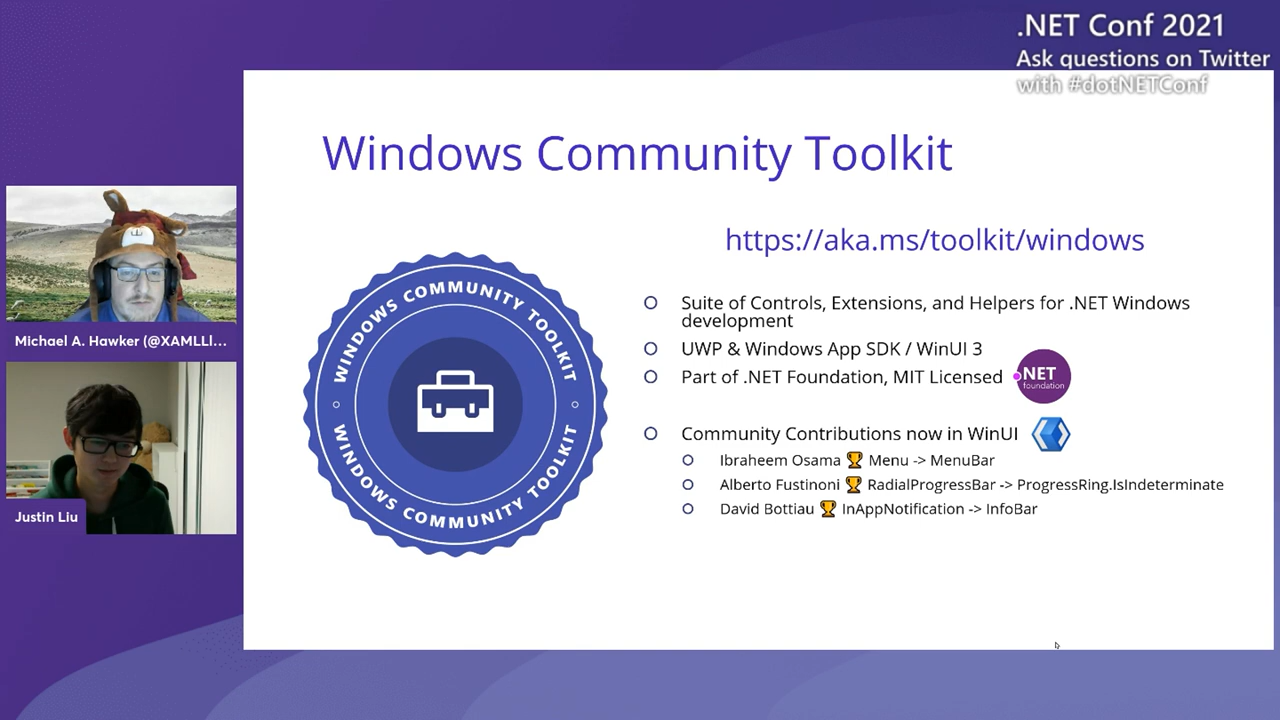 .NET Conf 2021
Ask questions on Twitter
with #dotNETConf
Windows Community Toolkit
https://aka.ms/toolkit/windows
WINDOWS COMMUNITY TOOLKIT
WINDOWS COMMUNITY TOOLKIT
Suite of Controls, Extensions, and Helpers for .NET Windows
development
UWP & Windows App SDK / WinUI 3
Part of .NET Foundation, MIT Licensed
.NET
foundation
Community Contributions now in WinUI
Ibraheem Osama 🏆 Menu -> MenuBar
Alberto Fustinoni 🏆 RadialProgressBar -> ProgressRing.IsIndeterminate
David Bottiau 🏆 InAppNotification -> InfoBar
Michael A. Hawker (@XAMLLl...
Justin Liu